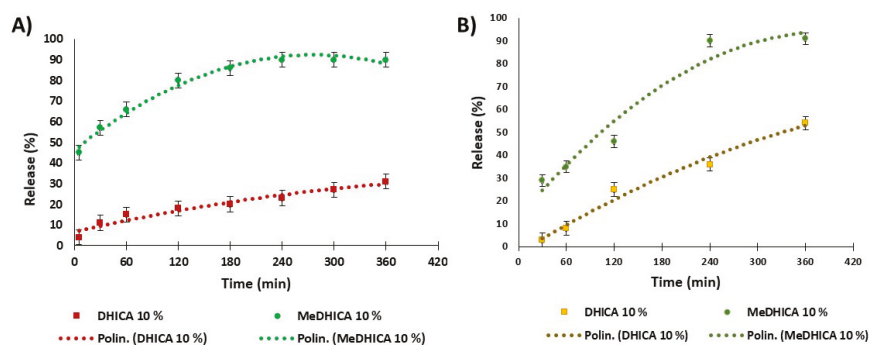 A)
100
90
80
70
60
50
40
30
20
10
0
Release (%)
0 60 120 180 240 300 360 420
Time (min)
DHICA 10 % MeDHICA 10 %
Polin. (DHICA 10 %) Polin. (MeDHICA 10 %)
B)
100
90
80
70
60
50
40
30
20
10
0
Release (%)
0 60 120 180 240 300 360 420
Time (min)
DHICA 10 % MeDHICA 10 %
Polin. (DHICA 10 %) Polin. (MeDHICA 10 %)